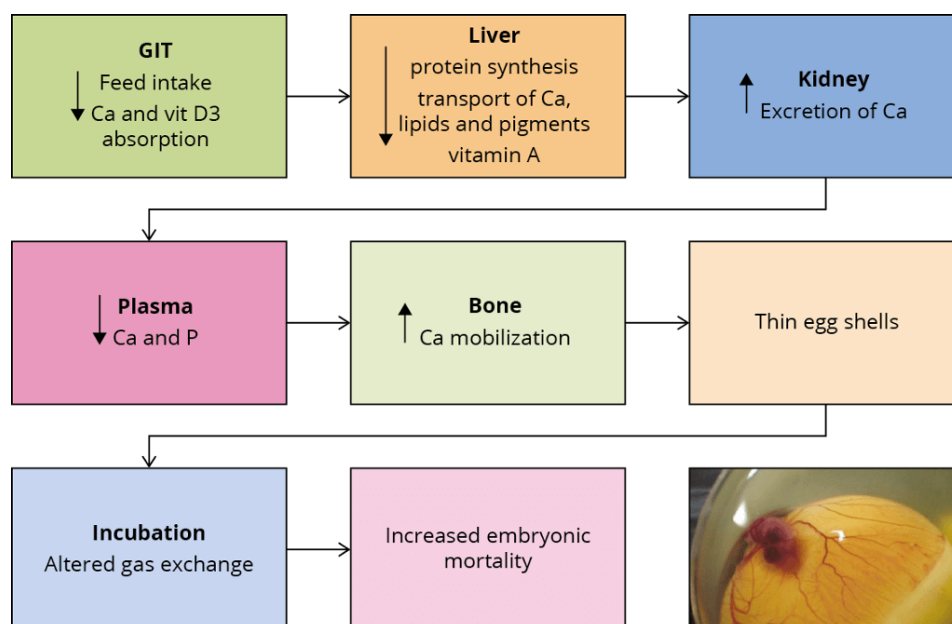 GIT
Feed intake
Ca and vit D3
absorption
Liver
protein synthesis
transport of Ca,
lipids and pigments
vitamin A
Kidney
Excretion of Ca
Plasma
Ca and P
Bone
Ca mobilization
Thin egg shells
Incubation
Altered gas exchange
Increased embryonic
mortality